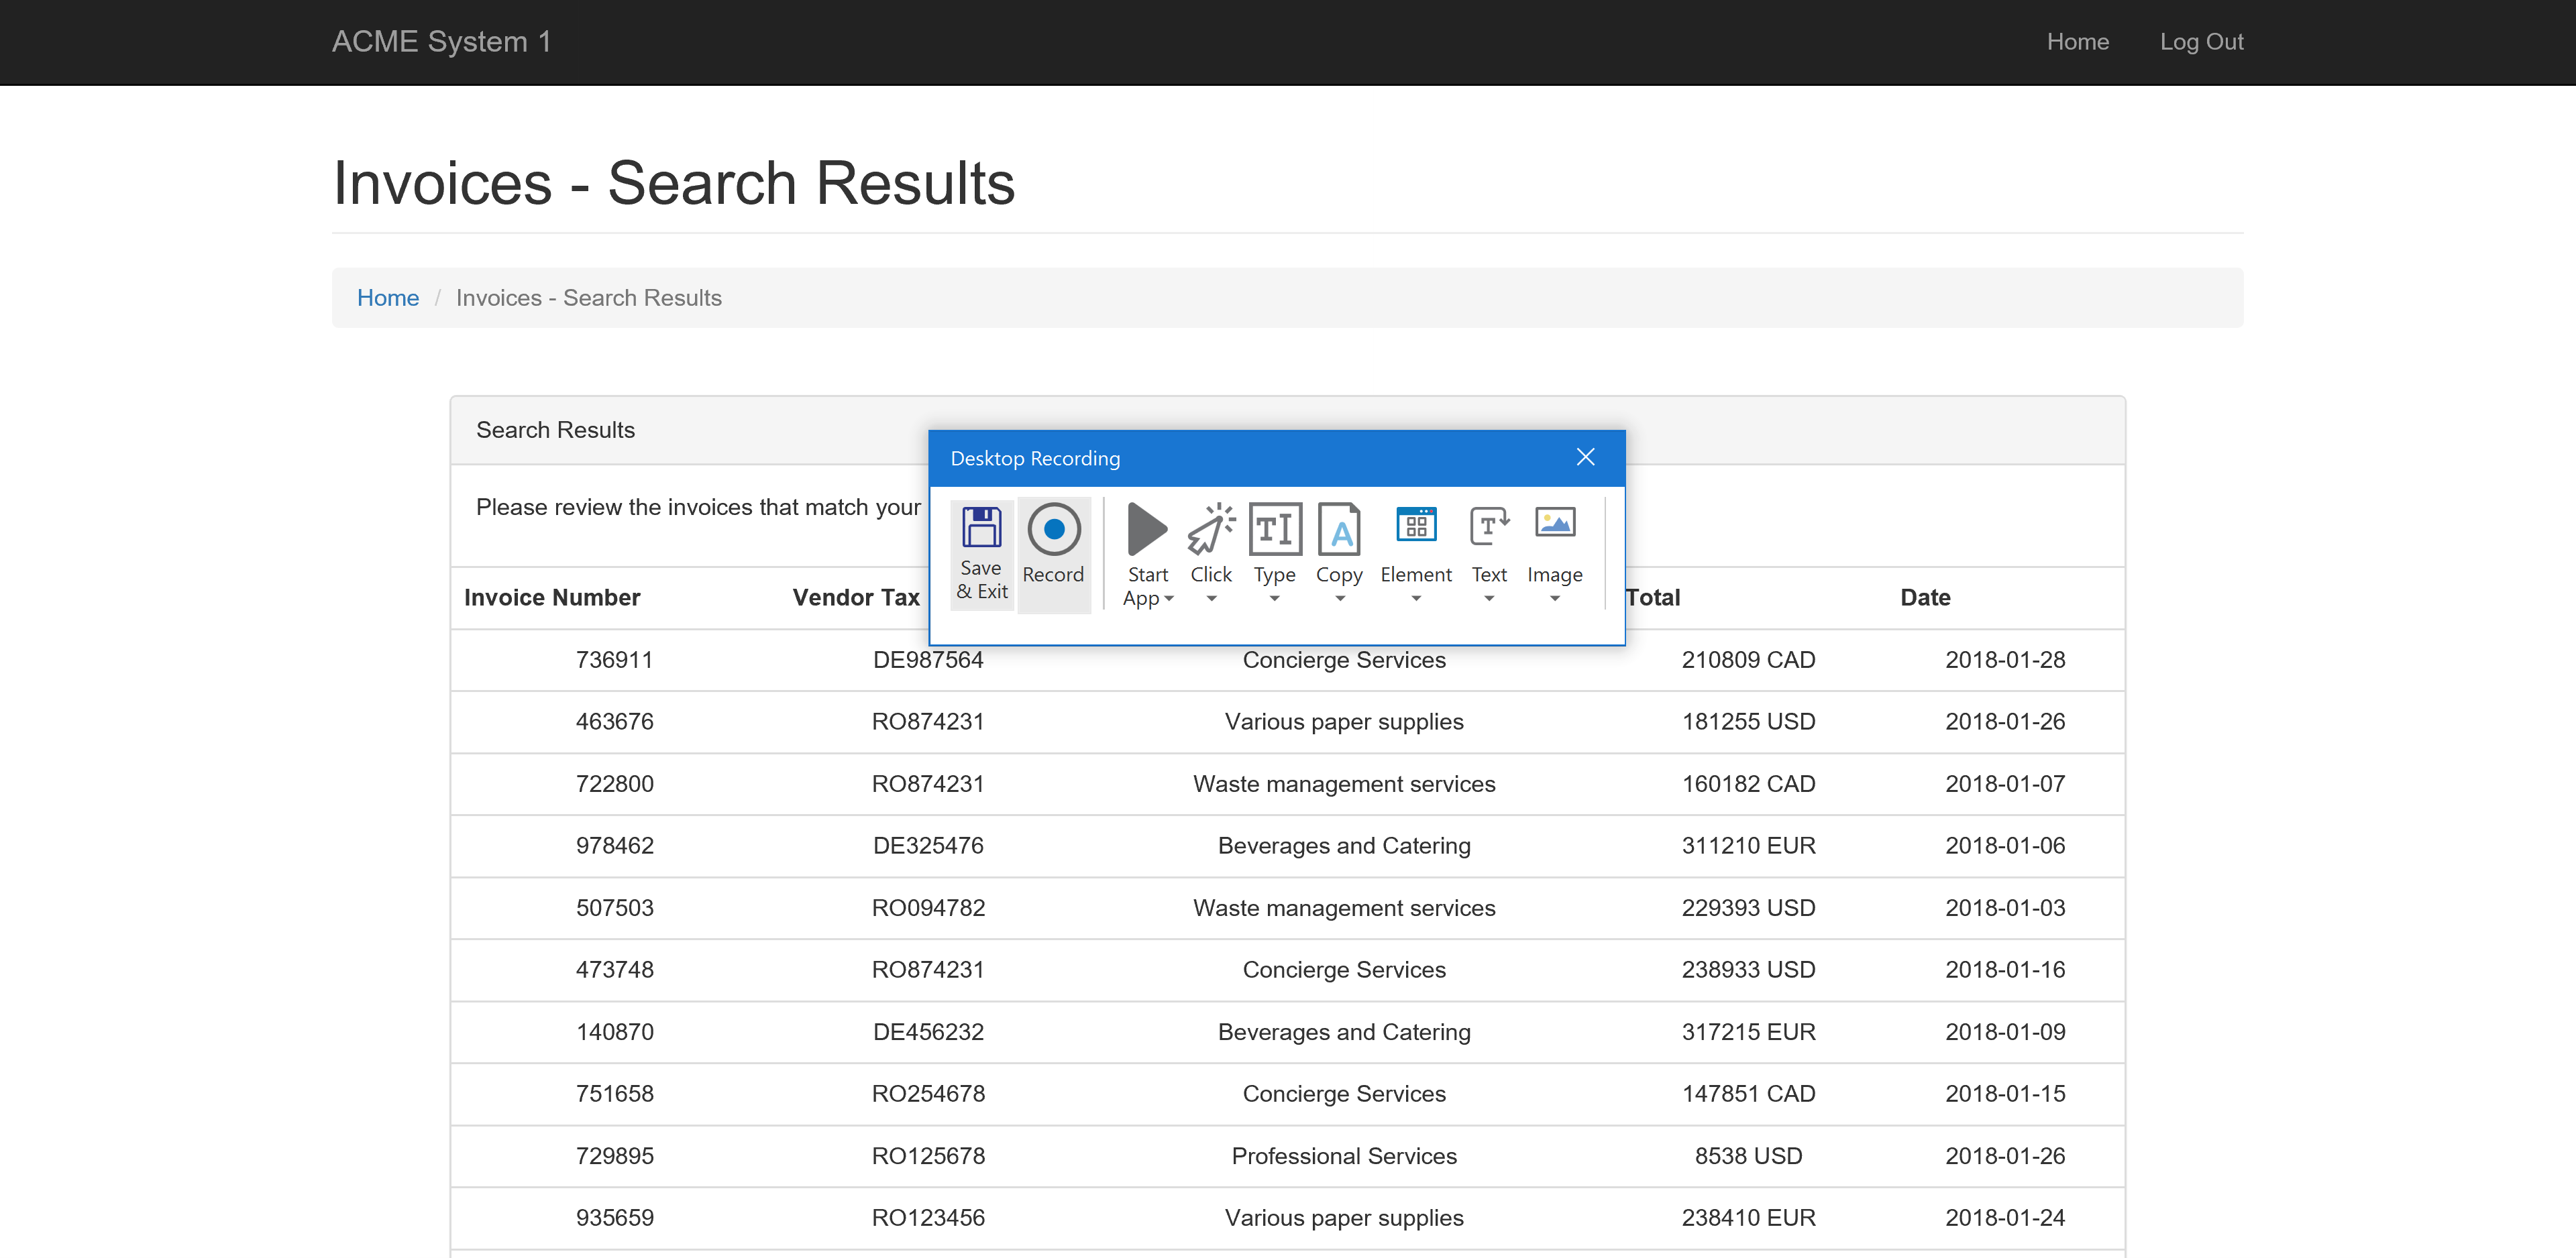 ACME System 1 Home Log Out
Invoices - Search Results
Home / Invoices - Search Results
Search Results
Please review the invoices that match your
Desktop Recording
Save & Exit
Record
Start App
Click
Type
Copy
Element
Text
Image
Invoice Number Vendor Tax Total Date
736911 DE987564 Concierge Services 210809 CAD 2018-01-28
463676 RO874231 Various paper supplies 181255 USD 2018-01-26
722800 RO874231 Waste management services 160182 CAD 2018-01-07
978462 DE325476 Beverages and Catering 311210 EUR 2018-01-06
507503 RO094782 Waste management services 229393 USD 2018-01-03
473748 RO874231 Concierge Services 238933 USD 2018-01-16
140870 DE456232 Beverages and Catering 317215 EUR 2018-01-09
751658 RO254678 Concierge Services 147851 CAD 2018-01-15
729895 RO125678 Professional Services 8538 USD 2018-01-26
935659 RO123456 Various paper supplies 238410 EUR 2018-01-24